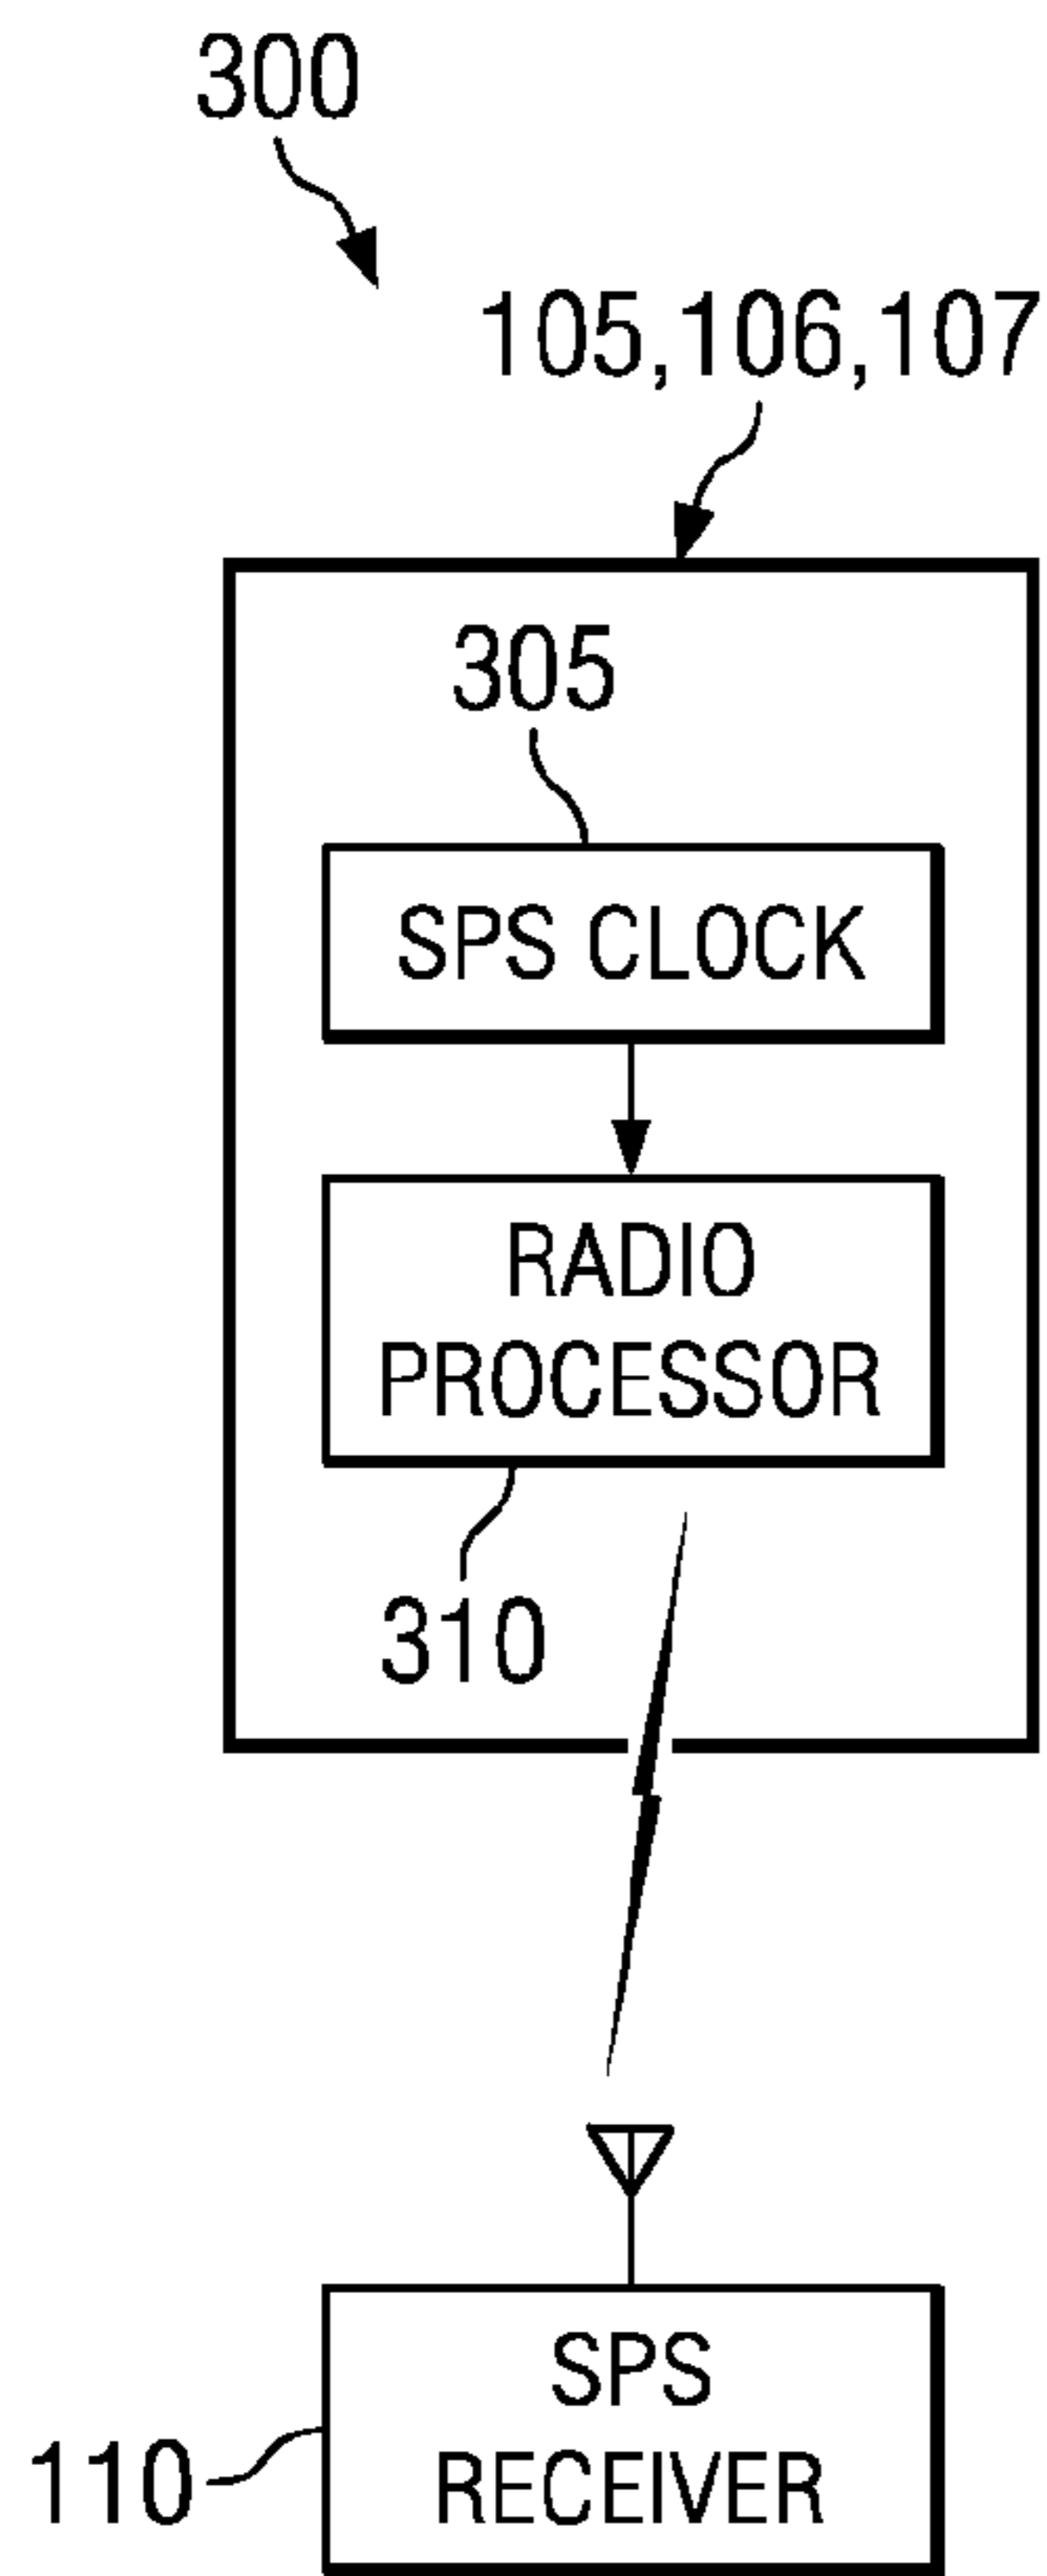 300
105,106,107
305
SPS CLOCK
RADIO
PROCESSOR
310
SPS
RECEIVER
110